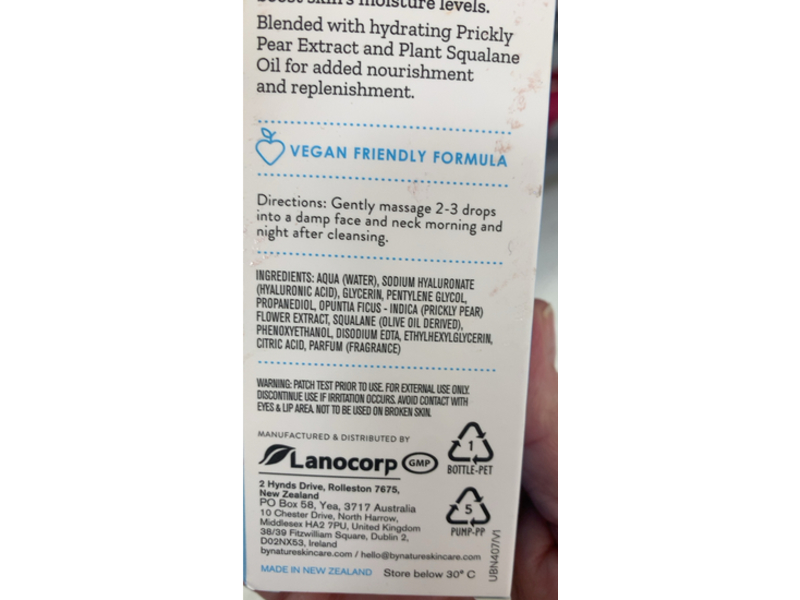 boost skin's moisture levels.
Blended with hydrating Prickly
Pear Extract and Plant Squalane
Oil for added nourishment
and replenishment.
VEGAN FRIENDLY FORMULA
Directions: Gently massage 2-3 drops
into a damp face and neck morning and
night after cleansing.
INGREDIENTS: AQUA (WATER), SODIUM HYALURONATE
(HYALURONIC ACID), GLYCERIN, PENTYLENE GLYCOL,
PROPANEDIOL, OPUNTIA FICUS - INDICA (PRICKLY PEAR)
FLOWER EXTRACT, SQUALANE (OLIVE OIL DERIVED),
PHENOXYETHANOL, DISODIUM EDTA, ETHYLHEXYLGLYCERIN,
CITRIC ACID, PARFUM (FRAGRANCE)
WARNING: PATCH TEST PRIOR TO USE. FOR EXTERNAL USE ONLY.
DISCONTINUE USE IF IRRITATION OCCURS. AVOID CONTACT WITH
EYES & LIP AREA. NOT TO BE USED ON BROKEN SKIN.
MANUFACTURED & DISTRIBUTED BY
Lanocorp GMP
2 Hynds Drive, Rolleston 7675,
New Zealand
PO Box 58, Yea, 3717 Australia
10 Chester Drive, North Harrow,
Middlesex HA2 7PU, United Kingdom
38/39 Fitzwilliam Square, Dublin 2,
D02NX53, Ireland
bynatureskincare.com / hello@bynatureskincare.com
MADE IN NEW ZEALAND Store below 30° C
1
BOTTLE-PET
5
PUMP-PP
UBN407/V1